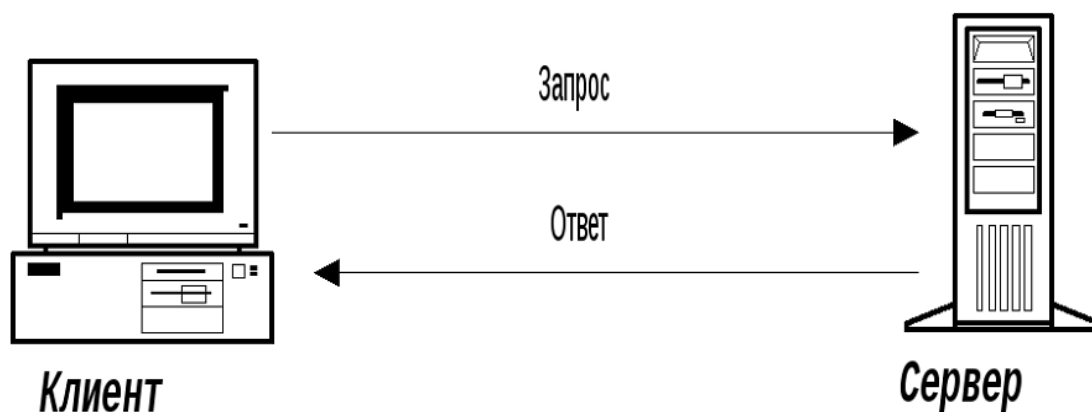 Запрос
Ответ
Клиент
Сервер